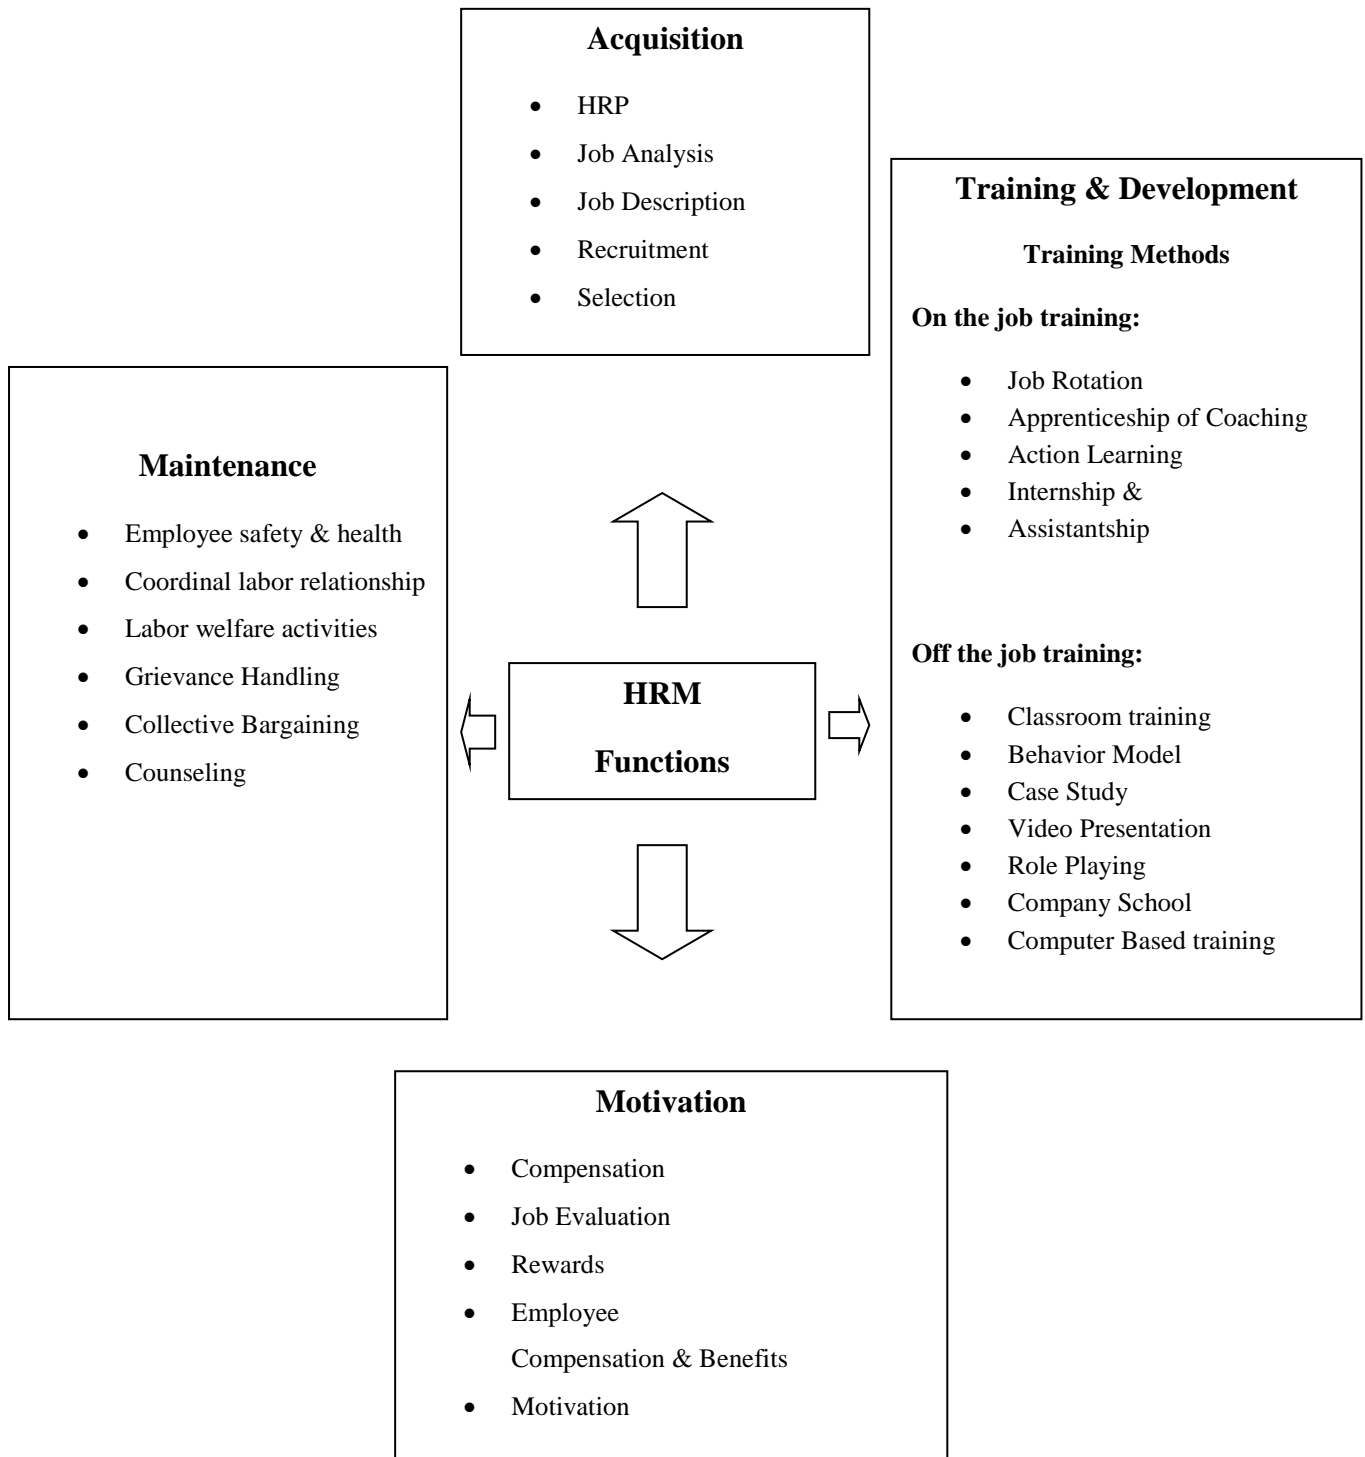 Acquisition
• HRP
• Job Analysis
• Job Description
• Recruitment
• Selection
Training & Development
Training Methods
On the job training:
• Job Rotation
• Apprenticeship of Coaching
• Action Learning
• Internship &
• Assistantship
Off the job training:
• Classroom training
• Behavior Model
• Case Study
• Video Presentation
• Role Playing
• Company School
• Computer Based training
Maintenance
• Employee safety & health
• Coordinal labor relationship
• Labor welfare activities
• Grievance Handling
• Collective Bargaining
• Counseling
HRM
Functions
Motivation
• Compensation
• Job Evaluation
• Rewards
• Employee
Compensation & Benefits
• Motivation